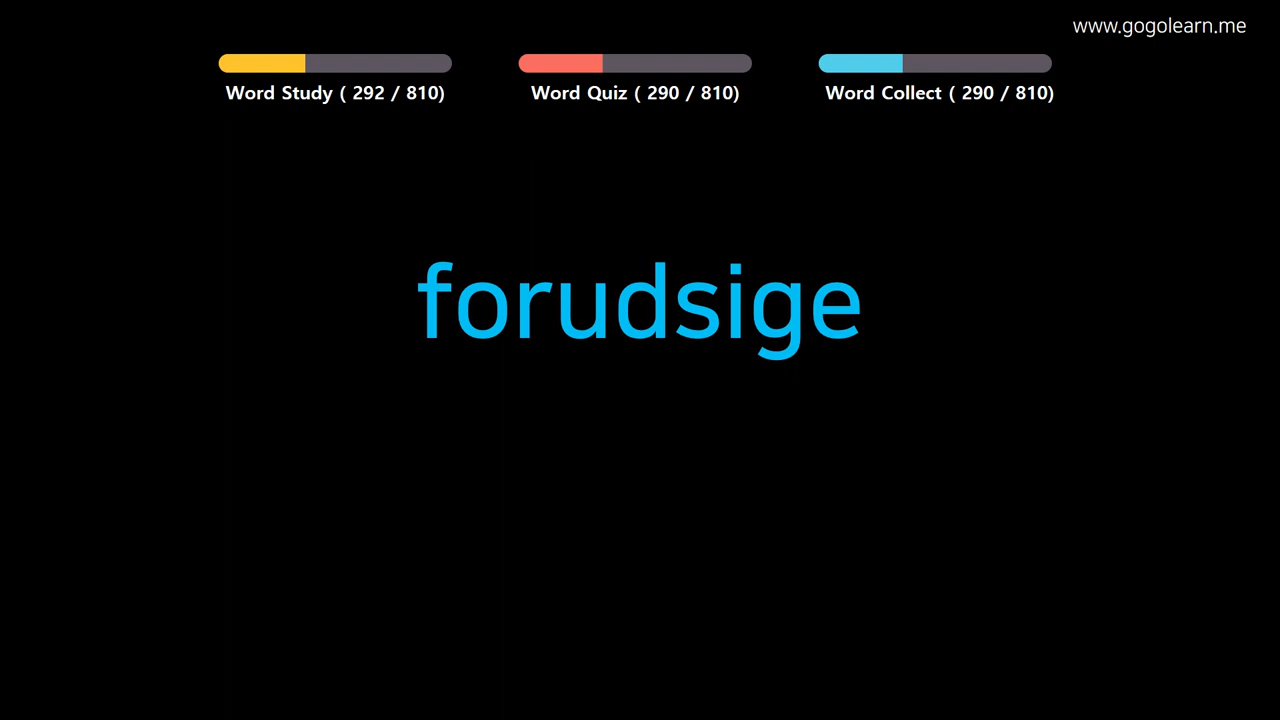 www.gogolearn.me
Word Study ( 292 / 810)
Word Quiz ( 290 / 810)
Word Collect ( 290 / 810)
forudsige